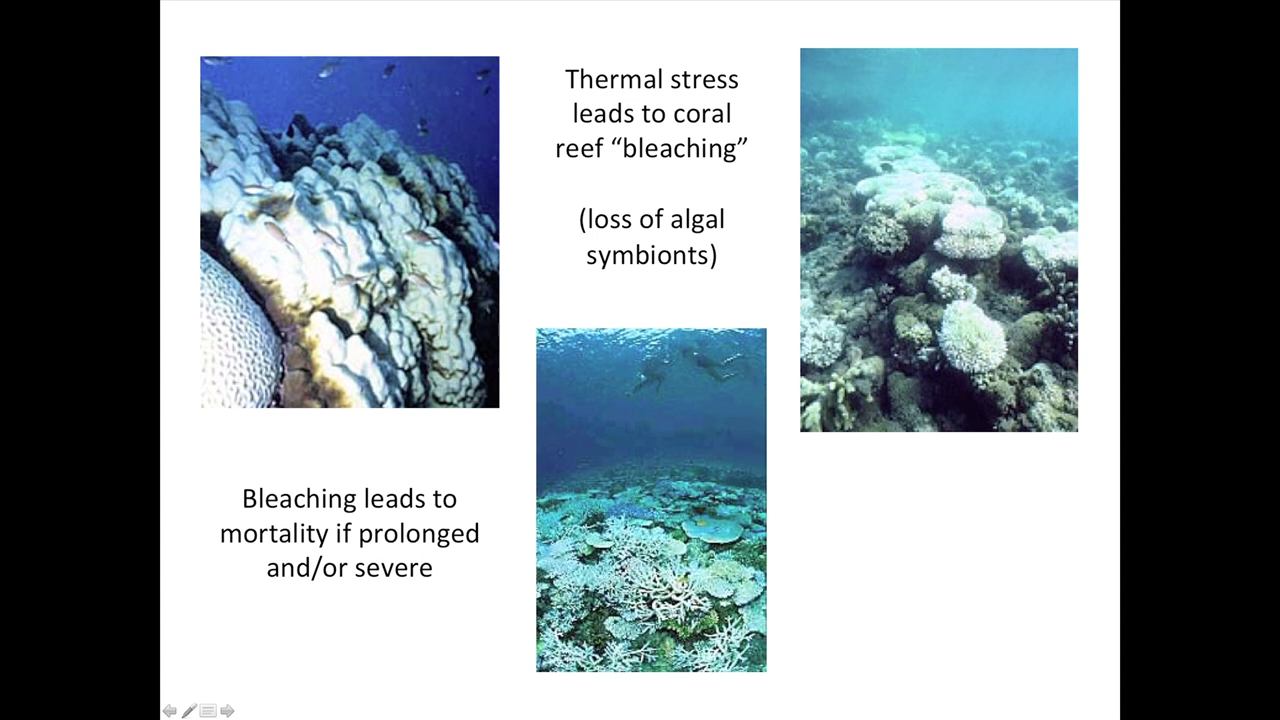 Thermal stress
leads to coral
reef “bleaching”
(loss of algal
symbionts)
Bleaching leads to
mortality if prolonged
and/or severe